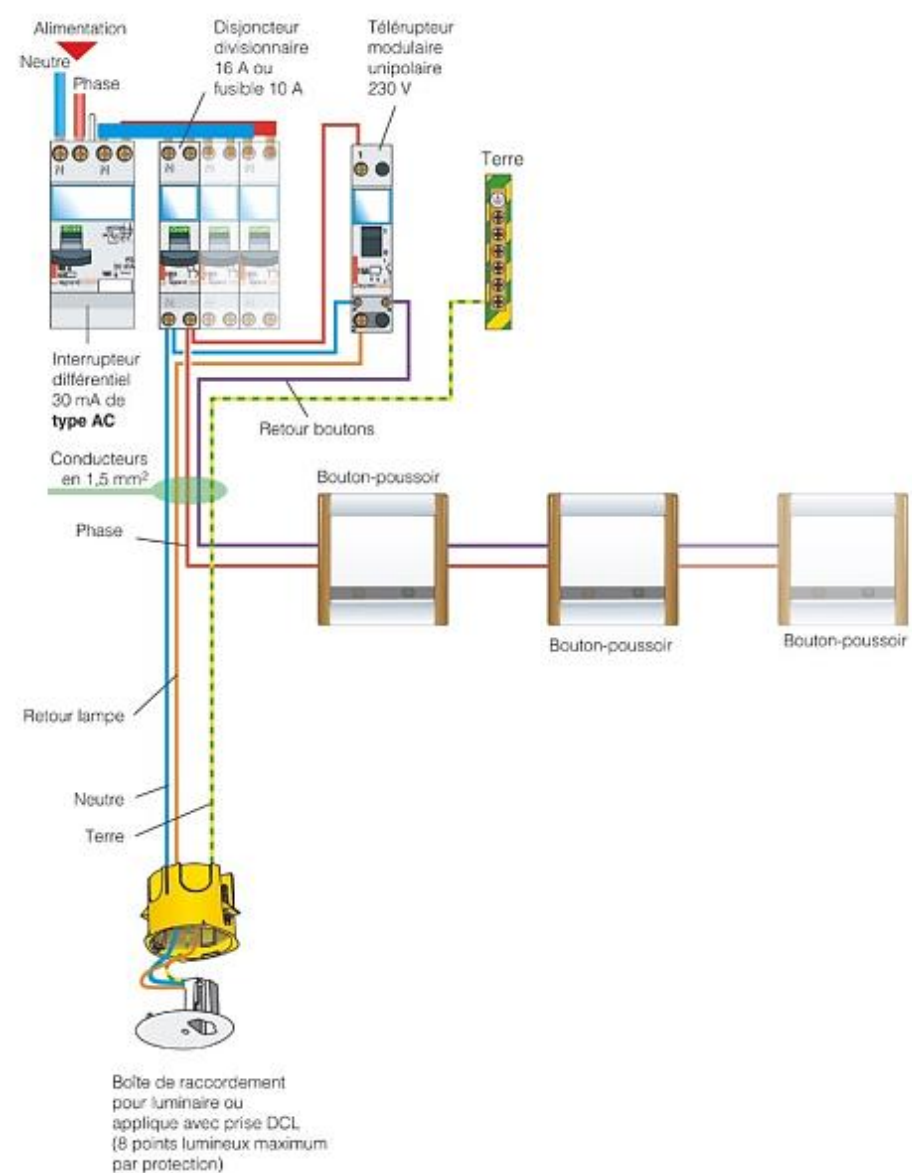 Alimentation
Neutre
Phase
Disjoncteur
divisionnaire
16 A ou
fusible 10 A
Télérupteur
modulaire
unipolaire
230 V
Terre
N
N
N
N
N
1
Interrupteur
différentiel
30 mA de
type AC
Retour boutons
Conducteurs
en 1,5 mm²
Phase
Bouton-poussoir
Bouton-poussoir
Bouton-poussoir
Retour lampe
Neutre
Terre
Boîte de raccordement
pour luminaire ou
applique avec prise DCL
(8 points lumineux maximum
par protection)